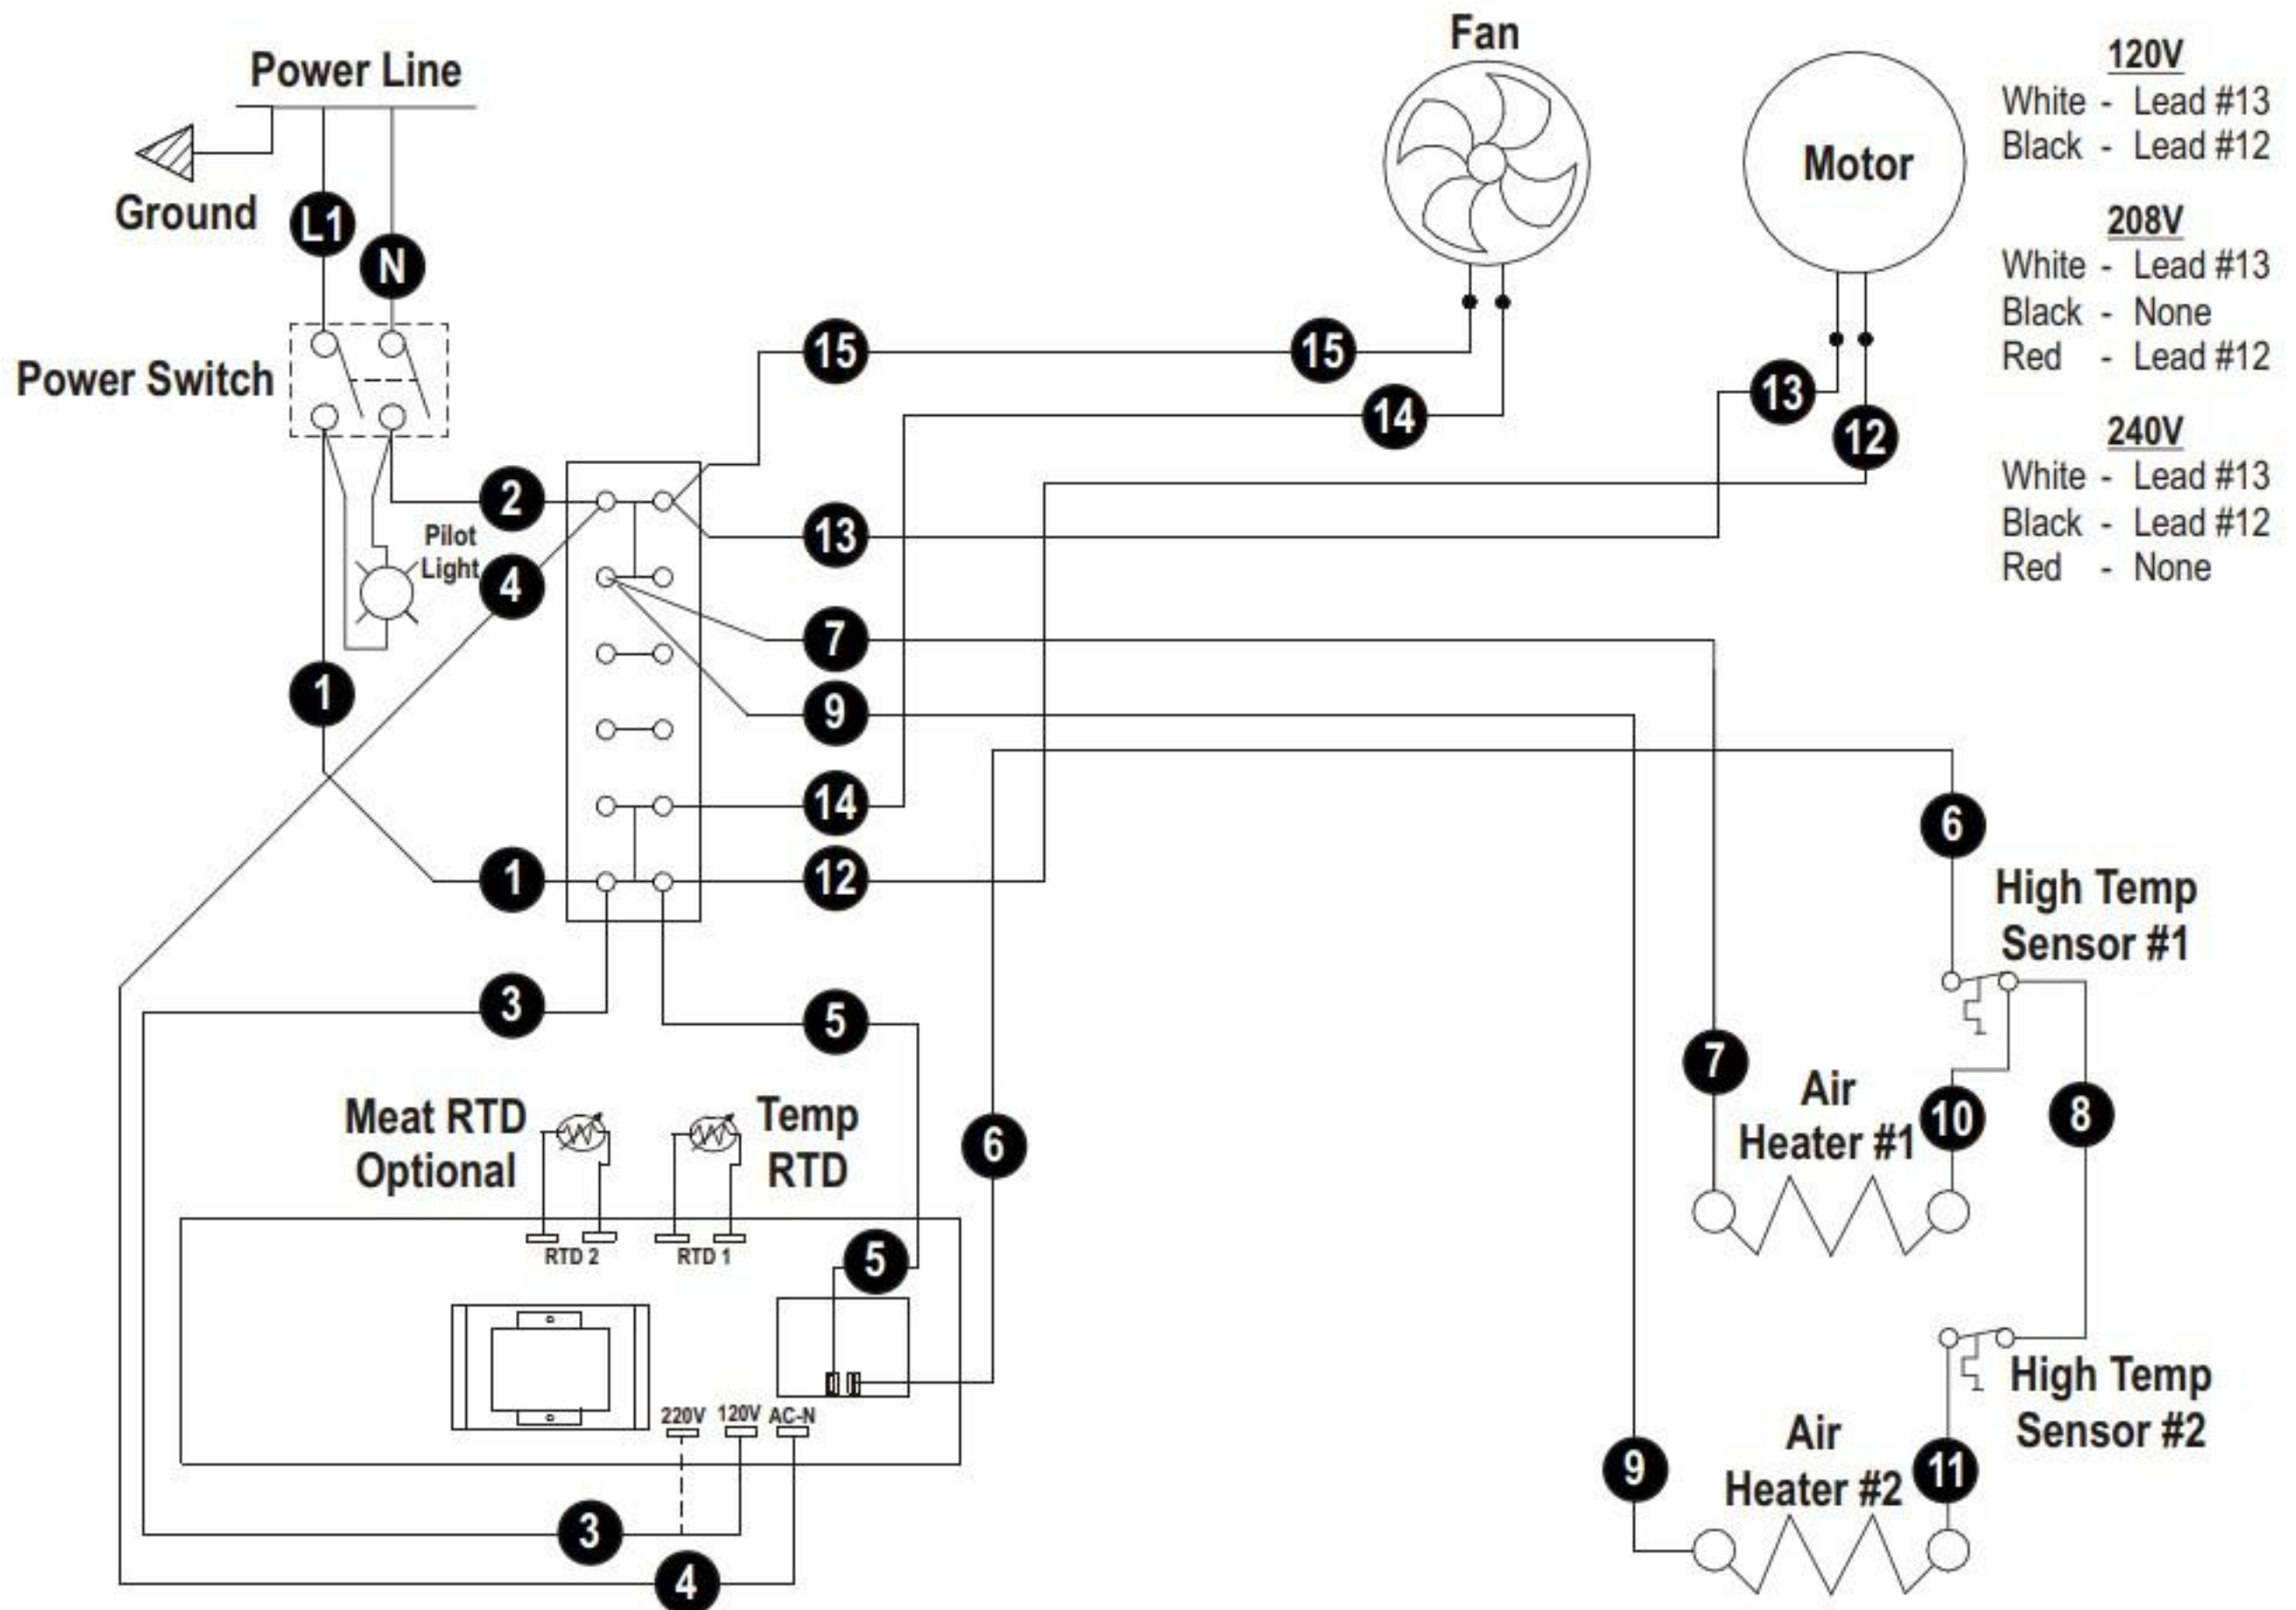 Power Line
Ground
L1
N
Power Switch
Fan
Motor
120V
White - Lead #13
Black - Lead #12
208V
White - Lead #13
Black - None
Red - Lead #12
240V
White - Lead #13
Black - Lead #12
Red - None
15
15
14
13
12
2
Pilot
Light
4
13
7
1
9
14
1
12
6
High Temp
Sensor #1
3
5
7
Air
Heater #1
10
8
Meat RTD
Optional
Temp
RTD
6
RTD 2
RTD 1
5
220V
120V
AC-N
High Temp
Sensor #2
Air
Heater #2
9
11
3
4